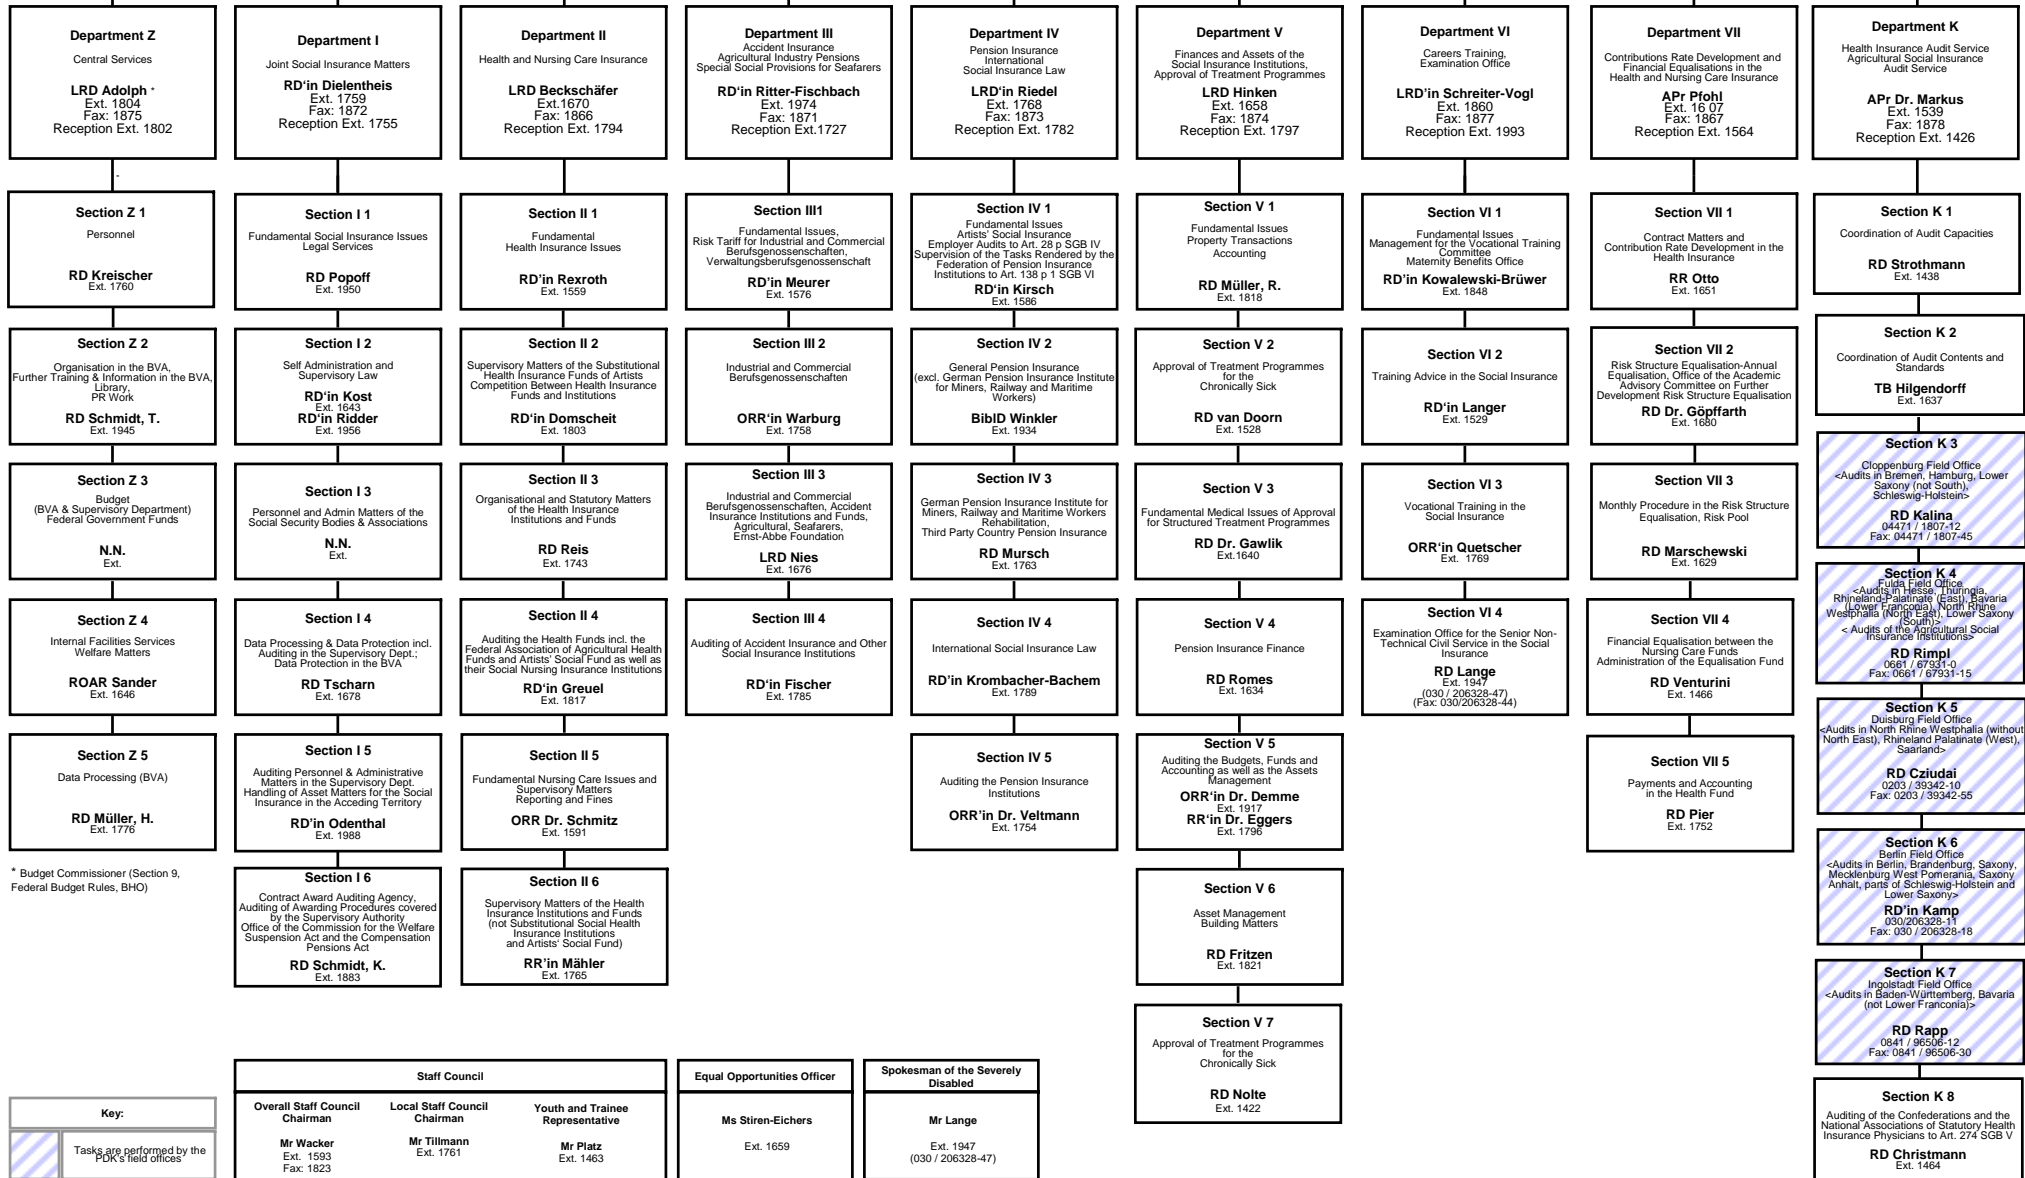 Department Z
Central Services
LRD Adolph *
Ext. 1804
Fax: 1875
Reception Ext. 1802
-
Section Z 1
Personnel
RD Kreischer
Ext. 1760
Section Z 2
Organisation in the BVA,
Further Training & Information in the BVA,
Library,
PR Work
RD Schmidt, T.
Ext. 1945
Section Z 3
Budget
(BVA & Supervisory Department)
Federal Government Funds
N.N.
Ext.
Section Z 4
Internal Facilities Services
Welfare Matters
ROAR Sander
Ext. 1646
Section Z 5
Data Processing (BVA)
RD Müller, H.
Ext. 1776
* Budget Commissioner (Section 9,
Federal Budget Rules, BHO)
Department I
Joint Social Insurance Matters
RD‘in Dielentheis
Ext. 1759
Fax: 1872
Reception Ext. 1755
Section I 1
Fundamental Social Insurance Issues
Legal Services
RD Popoff
Ext. 1950
Section I 2
Self Administration and
Supervisory Law
RD‘in Kost
Ext. 1643
RD‘in Ridder
Ext. 1956
Section I 3
Personnel and Admin Matters of the
Social Security Bodies & Associations
N.N.
Ext.
Section I 4
Data Processing & Data Protection incl.
Auditing in the Supervisory Dept.;
Data Protection in the BVA
RD Tscharn
Ext. 1678
Section I 5
Auditing Personnel & Administrative
Matters in the Supervisory Dept.
Handling of Asset Matters for the Social
Insurance in the Acceding Territory
RD’in Odenthal
Ext. 1988
Section I 6
Contract Award Auditing Agency,
Auditing of Awarding Procedures covered
by the Supervisory Authority
Office of the Commission for the Welfare
Suspension Act and the Compensation
Pensions Act
RD Schmidt, K.
Ext. 1883
Department II
Health and Nursing Care Insurance
LRD Beckschäfer
Ext.1670
Fax: 1866
Reception Ext. 1794
Section II 1
Fundamental
Health Insurance Issues
RD’in Rexroth
Ext. 1559
Section II 2
Supervisory Matters of the Substitutional
Health Insurance Funds of Artists
Competition Between Health Insurance
Funds and Institutions
RD‘in Domscheit
Ext. 1803
Section II 3
Organisational and Statutory Matters
of the Health Insurance
Institutions and Funds
RD Reis
Ext. 1743
Section II 4
Auditing the Health Funds incl. the
Federal Association of Agricultural Health
Funds and Artists’ Social Fund as well as
their Social Nursing Insurance Institutions
RD‘in Greuel
Ext. 1817
Section II 5
Fundamental Nursing Care Issues and
Supervisory Matters
Reporting and Fines
ORR Dr. Schmitz
Ext. 1591
Section II 6
Supervisory Matters of the Health
Insurance Institutions and Funds
(not Substitutional Social Health
Insurance Institutions
and Artists‘ Social Fund)
RR’in Mähler
Ext. 1765
Department III
Accident Insurance
Agricultural Industry Pensions
Special Social Provisions for Seafarers
RD‘in Ritter-Fischbach
Ext. 1974
Fax: 1871
Reception Ext.1727
Section III1
Fundamental Issues,
Risk Tariff for Industrial and Commercial
Berufsgenossenschaften,
Verwaltungsberufsgenossenschaft
RD’in Meurer
Ext. 1576
Section III 2
Industrial and Commercial
Berufsgenossenschaften
ORR‘in Warburg
Ext. 1758
Section III 3
Industrial and Commercial
Berufsgenossenschaften, Accident
Insurance Institutions and Funds,
Agricultural, Seafarers,
Ernst-Abbe Foundation
LRD Nies
Ext. 1676
Section III 4
Auditing of Accident Insurance and Other
Social Insurance Institutions
RD‘in Fischer
Ext. 1785
Department IV
Pension Insurance
International
Social Insurance Law
LRD‘in Riedel
Ext. 1768
Fax: 1873
Reception Ext. 1782
Section IV 1
Fundamental Issues
Artists’ Social Insurance
Employer Audits to Art. 28 p SGB IV
Supervision of the Tasks Rendered by the
Federation of Pension Insurance
Institutions to Art. 138 p 1 SGB VI
RD‘in Kirsch
Ext. 1586
Section IV 2
General Pension Insurance
(excl. German Pension Insurance Institute
for Miners, Railway and Maritime
Workers)
BiblD Winkler
Ext. 1934
Section IV 3
German Pension Insurance Institute for
Miners, Railway and Maritime Workers
Rehabilitation,
Third Party Country Pension Insurance
RD Mursch
Ext. 1763
Section IV 4
International Social Insurance Law
RD’in Krombacher-Bachem
Ext. 1789
Section IV 5
Auditing the Pension Insurance
Institutions
ORR’in Dr. Veltmann
Ext. 1754
Department V
Finances and Assets of the
Social Insurance Institutions,
Approval of Treatment Programmes
LRD Hinken
Ext. 1658
Fax: 1874
Reception Ext. 1797
Section V 1
Fundamental Issues
Property Transactions
Accounting
RD Müller, R.
Ext. 1818
Section V 2
Approval of Treatment Programmes
for the
Chronically Sick
RD van Doorn
Ext. 1528
Section V 3
Fundamental Medical Issues of Approval
for Structured Treatment Programmes
RD Dr. Gawlik
Ext.1640
Section V 4
Pension Insurance Finance
RD Romes
Ext. 1634
Section V 5
Auditing the Budgets, Funds and
Accounting as well as the Assets
Management
ORR‘in Dr. Demme
Ext. 1917
RR‘in Dr. Eggers
Ext. 1796
Section V 6
Asset Management
Building Matters
RD Fritzen
Ext. 1821
Section V 7
Approval of Treatment Programmes
for the
Chronically Sick
RD Nolte
Ext. 1422
Department VI
Careers Training,
Examination Office
LRD’in Schreiter-Vogl
Ext. 1860
Fax: 1877
Reception Ext. 1993
Section VI 1
Fundamental Issues
Management for the Vocational Training
Committee
Maternity Benefits Office
RD’in Kowalewski-Brüwer
Ext. 1848
Section VI 2
Training Advice in the Social Insurance
RD‘in Langer
Ext. 1529
Section VI 3
Vocational Training in the
Social Insurance
ORR‘in Quetscher
Ext. 1769
Section VI 4
Examination Office for the Senior Non-
Technical Civil Service in the Social
Insurance
RD Lange
Ext. 1947
(030 / 206328-47)
(Fax: 030/206328-44)
Department VII
Contributions Rate Development and
Financial Equalisations in the
Health and Nursing Care Insurance
APr Pfohl
Ext. 16 07
Fax: 1867
Reception Ext. 1564
Section VII 1
Contract Matters and
Contribution Rate Development in the
Health Insurance
RR Otto
Ext. 1651
Section VII 2
Risk Structure Equalisation-Annual
Equalisation, Office of the Academic
Advisory Committee on Further
Development Risk Structure Equalisation
RD Dr. Göpffarth
Ext. 1680
Section VII 3
Monthly Procedure in the Risk Structure
Equalisation, Risk Pool
RD Marschewski
Ext. 1629
Section VII 4
Financial Equalisation between the
Nursing Care Funds
Administration of the Equalisation Fund
RD Venturini
Ext. 1466
Section VII 5
Payments and Accounting
in the Health Fund
RD Pier
Ext. 1752
Department K
Health Insurance Audit Service
Agricultural Social Insurance
Audit Service
APr Dr. Markus
Ext. 1539
Fax: 1878
Reception Ext. 1426
Section K 1
Coordination of Audit Capacities
RD Strothmann
Ext. 1438
Section K 2
Coordination of Audit Contents and
Standards
TB Hilgendorff
Ext. 1637
Section K 3
Cloppenburg Field Office
<Audits in Bremen, Hamburg, Lower
Saxony (not South),
Schleswig-Holstein>
RD Kalina
04471 / 1807-12
Fax: 04471 / 1807-45
Section K 4
Fulda Field Office
<Audits in Hesse, Thuringia,
Rhineland-Palatinate (East), Bavaria
(Lower Franconia), North Rhine
Westphalia (North East), Lower Saxony
(South)>
< Audits of the Agricultural Social
Insurance Institutions>
RD Rimpl
0661 / 67931-0
Fax: 0661 / 67931-15
Section K 5
Duisburg Field Office
<Audits in North Rhine Westphalia (without
North East), Rhineland Palatinate (West),
Saarland>
RD Cziudai
0203 / 39342-10
Fax: 0203 / 39342-55
Section K 6
Berlin Field Office
<Audits in Berlin, Brandenburg, Saxony,
Mecklenburg West Pomerania, Saxony
Anhalt, parts of Schleswig-Holstein and
Lower Saxony>
RD’in Kamp
030/206328-11
Fax: 030 / 206328-18
Section K 7
Ingolstadt Field Office
<Audits in Baden-Württemberg, Bavaria
(not Lower Franconia)>
RD Rapp
0841 / 96506-12
Fax: 0841 / 96506-30
Section K 8
Auditing of the Confederations and the
National Associations of Statutory Health
Insurance Physicians to Art. 274 SGB V
RD Christmann
Ext. 1464
Key:
Tasks are performed by the
PDK's field offices
Staff Council
Overall Staff Council
Chairman
Mr Wacker
Ext. 1593
Fax: 1823
Local Staff Council
Chairman
Mr Tillmann
Ext. 1761
Youth and Trainee
Representative
Mr Platz
Ext. 1463
Equal Opportunities Officer
Ms Stiren-Eichers
Ext. 1659
Spokesman of the Severely
Disabled
Mr Lange
Ext. 1947
(030 / 206328-47)